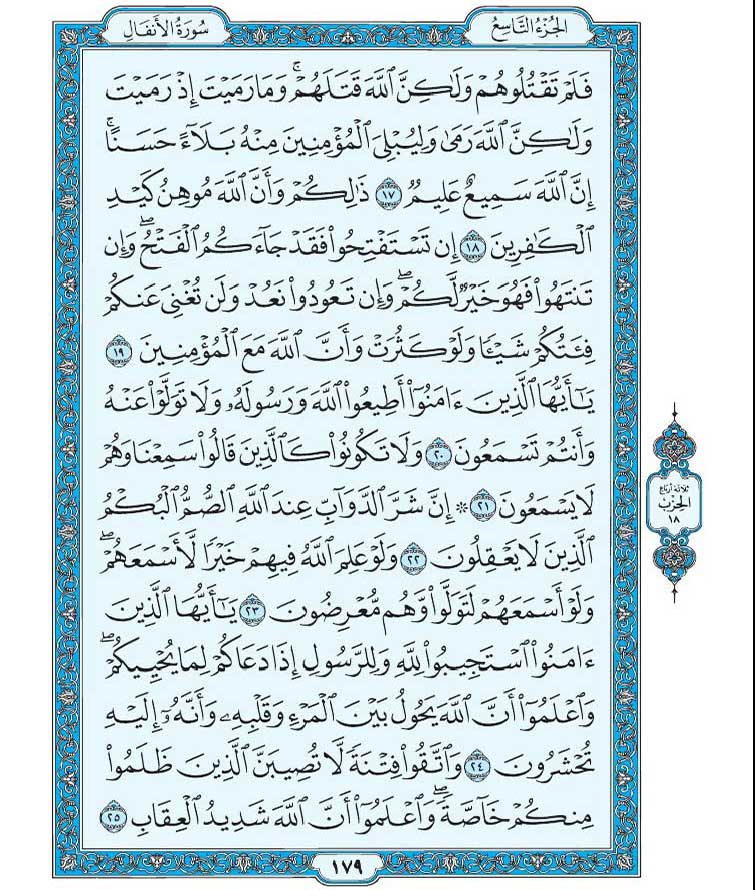 الجُزْءُ التَّاسِعُ
سُورَةُ الأَنفَالِ
فَلَمْ تَقْتُلُوهُمْ وَلَٰكِنَّ ٱللَّهَ قَتَلَهُمْ ۚ وَمَا رَمَيْتَ إِذْ رَمَيْتَ
وَلَٰكِنَّ ٱللَّهَ رَمَىٰ وَلِيُبْلِىَ ٱلْمُؤْمِنِينَ مِنْهُ بَلَآءً حَسَنًا ۚ
إِنَّ ٱللَّهَ سَمِيعٌ عَلِيمٌ ١٧ ذَٰلِكُمْ وَأَنَّ ٱللَّهَ مُوهِنُ كَيْدِ
ٱلْكَٰفِرِينَ ١٨ إِن تَسْتَفْتِحُوا۟ فَقَدْ جَآءَكُمُ ٱلْفَتْحُ ۖ وَإِن
تَنتَهُوا۟ فَهُوَ خَيْرٌ لَّكُمْ ۖ وَإِن تَعُودُوا۟ نَعُدْ وَلَن تُغْنِىَ عَنكُمْ
فِئَتُكُمْ شَيْـًٔا وَلَوْ كَثُرَتْ وَأَنَّ ٱللَّهَ مَعَ ٱلْمُؤْمِنِينَ ١٩
يَٰٓأَيُّهَا ٱلَّذِينَ ءَامَنُوٓا۟ أَطِيعُوا۟ ٱللَّهَ وَرَسُولَهُۥ وَلَا تَوَلَّوْا۟ عَنْهُ
وَأَنتُمْ تَسْمَعُونَ ٢٠ وَلَا تَكُونُوا۟ كَٱلَّذِينَ قَالُوا۟ سَمِعْنَا وَهُمْ
لَا يَسْمَعُونَ ٢١ ۞ إِنَّ شَرَّ ٱلدَّوَآبِّ عِندَ ٱللَّهِ ٱلصُّمُّ ٱلْبُكْمُ
ٱلَّذِينَ لَا يَعْقِلُونَ ٢٢ وَلَوْ عَلِمَ ٱللَّهُ فِيهِمْ خَيْرًا لَّأَسْمَعَهُمْ ۖ
وَلَوْ أَسْمَعَهُمْ لَتَوَلَّوا۟ وَّهُم مُّعْرِضُونَ ٢٣ يَٰٓأَيُّهَا ٱلَّذِينَ
ءَامَنُوا۟ ٱسْتَجِيبُوا۟ لِلَّهِ وَلِلرَّسُولِ إِذَا دَعَاكُمْ لِمَا يُحْيِيكُمْ ۖ
وَٱعْلَمُوٓا۟ أَنَّ ٱللَّهَ يَحُولُ بَيْنَ ٱلْمَرْءِ وَقَلْبِهِۦ وَأَنَّهُۥٓ إِلَيْهِ
تُحْشَرُونَ ٢٤ وَٱتَّقُوا۟ فِتْنَةً لَّا تُصِيبَنَّ ٱلَّذِينَ ظَلَمُوا۟
مِنكُمْ خَآصَّةً ۖ وَٱعْلَمُوٓا۟ أَنَّ ٱللَّهَ شَدِيدُ ٱلْعِقَابِ ٢٥
ثلاثة أرباع
الحِزْب
١٨
١٧٩